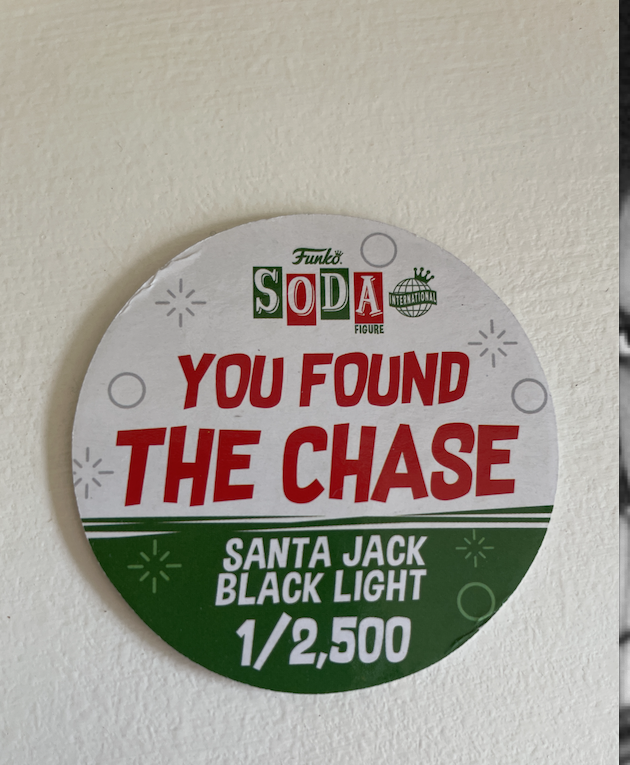 Funko
SODA
INTERNATIONAL
FIGURE
YOU FOUND
THE CHASE
SANTA JACK
BLACK LIGHT
1/2,500